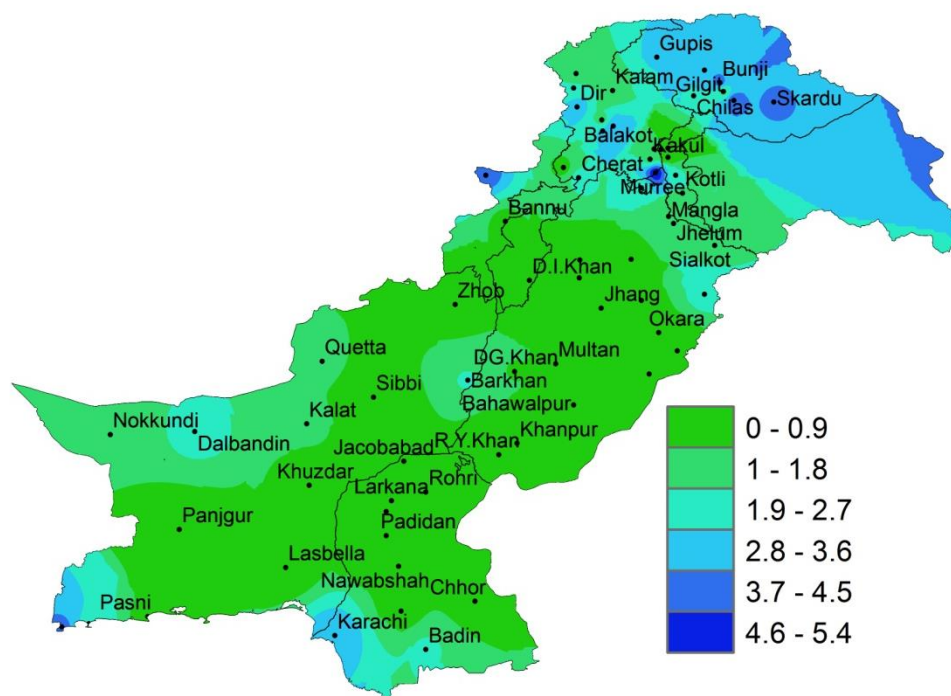 Gupis
Bunji
Kalam
Gilgit
Dir
Chilas
Skardu
Balakot
Kakul
Cherat
Kotli
Murree
Bannu
Mangla
Jhelum
Sialkot
D.I.Khan
Zhob
Jhang
Okara
Quetta
DG.Khan
Multan
Sibbi
Barkhan
Nokkundi
Kalat
Bahawalpur
Dalbandin
Jacobabad
R.Y.Khan
Khanpur
Khuzdar
Larkana
Rohri
Panjgur
Padidan
Lasbella
Nawabshah
Chhor
Pasni
Karachi
Badin
0 - 0.9
1 - 1.8
1.9 - 2.7
2.8 - 3.6
3.7 - 4.5
4.6 - 5.4